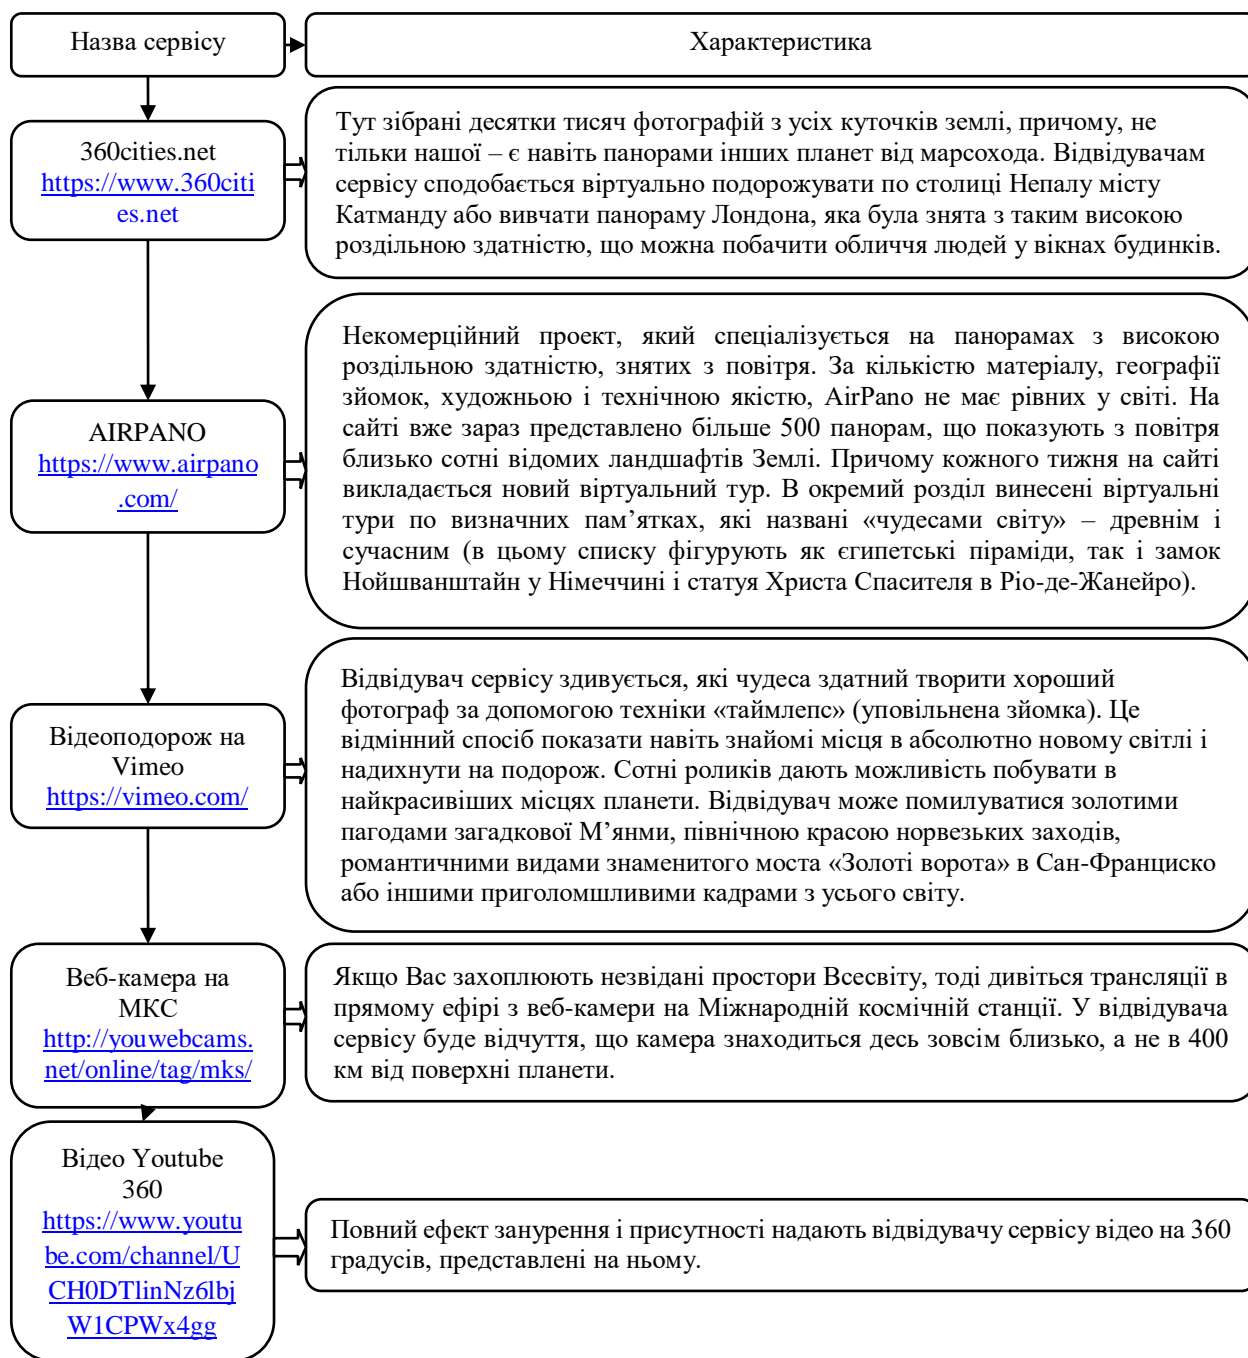 Назва сервісу
Характеристика
360cities.net
https://www.360citi
es.net
Тут зібрані десятки тисяч фотографій з усіх куточків землі, причому, не
тільки нашої – є навіть панорами інших планет від марсохода. Відвідувачам
сервісу сподобається віртуально подорожувати по столиці Непалу місту
Катманду або вивчати панораму Лондона, яка була знята з таким високою
роздільною здатністю, що можна побачити обличчя людей у вікнах будинків.
AIRPANO
https://www.airpano
.com/
Некомерційний проект, який спеціалізується на панорамах з високою
роздільною здатністю, знятих з повітря. За кількістю матеріалу, географії
зйомок, художньою і технічною якістю, AirPano не має рівних у світі. На
сайті вже зараз представлено більше 500 панорам, що показують з повітря
близько сотні відомих ландшафтів Землі. Причому кожного тижня на сайті
викладається новий віртуальний тур. В окремий розділ винесені віртуальні
тури по визначних пам’ятках, які названі «чудесами світу» – древнім і
сучасним (в цьому списку фігурують як єгипетські піраміди, так і замок
Нойшванштайн у Німеччині і статуя Христа Спасителя в Ріо-де-Жанейро).
Відеоподорож на
Vimeo
https://vimeo.com/
Відвідувач сервісу здивується, які чудеса здатний творити хороший
фотограф за допомогою техніки «таймлепс» (уповільнена зйомка). Це
відмінний спосіб показати навіть знайомі місця в абсолютно новому світлі і
надихнути на подорож. Сотні роликів дають можливість побувати в
найкрасивіших місцях планети. Відвідувач може помилуватися золотими
пагодами загадкової М’янми, північною красою норвезьких заходів,
романтичними видами знаменитого моста «Золоті ворота» в Сан-Франциско
або іншими приголомшливими кадрами з усього світу.
Веб-камера на
МКС
http://youwebcams.
net/online/tag/mks/
Якщо Вас захоплюють незвідані простори Всесвіту, тоді дивіться трансляції в
прямому ефірі з веб-камери на Міжнародній космічній станції. У відвідувача
сервісу буде відчуття, що камера знаходиться десь зовсім близько, а не в 400
км від поверхні планети.
Відео Youtube
360
https://www.youtu
be.com/channel/U
CH0DTlinNz6lbj
W1CPWx4gg
Повний ефект занурення і присутності надають відвідувачу сервісу відео на 360
градусів, представлені на ньому.